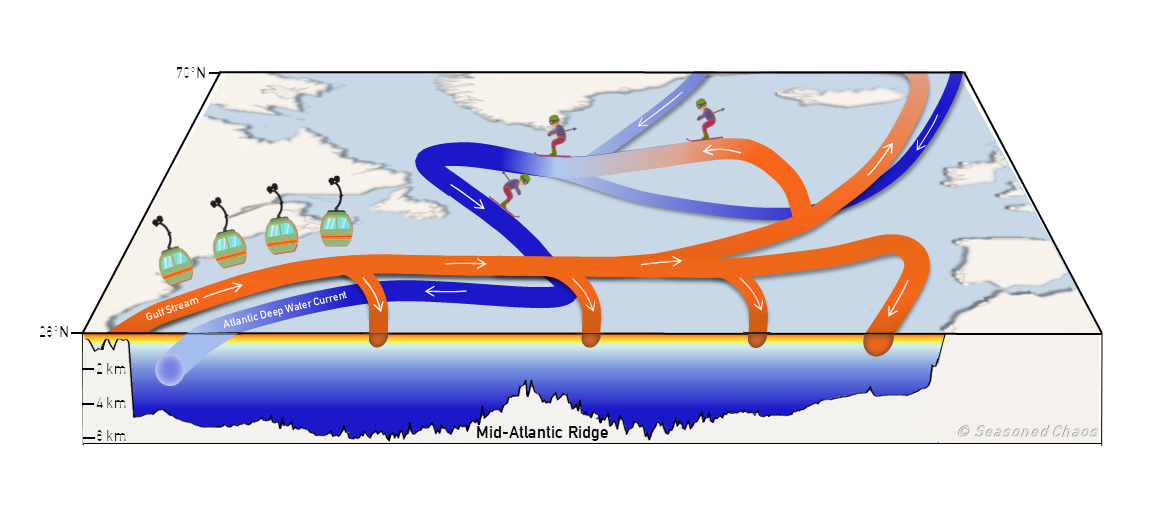 70°N
Gulf Stream
Atlantic Deep Water Current
26°N
2 km
4 km
6 km
Mid-Atlantic Ridge
© Seasoned Chaos